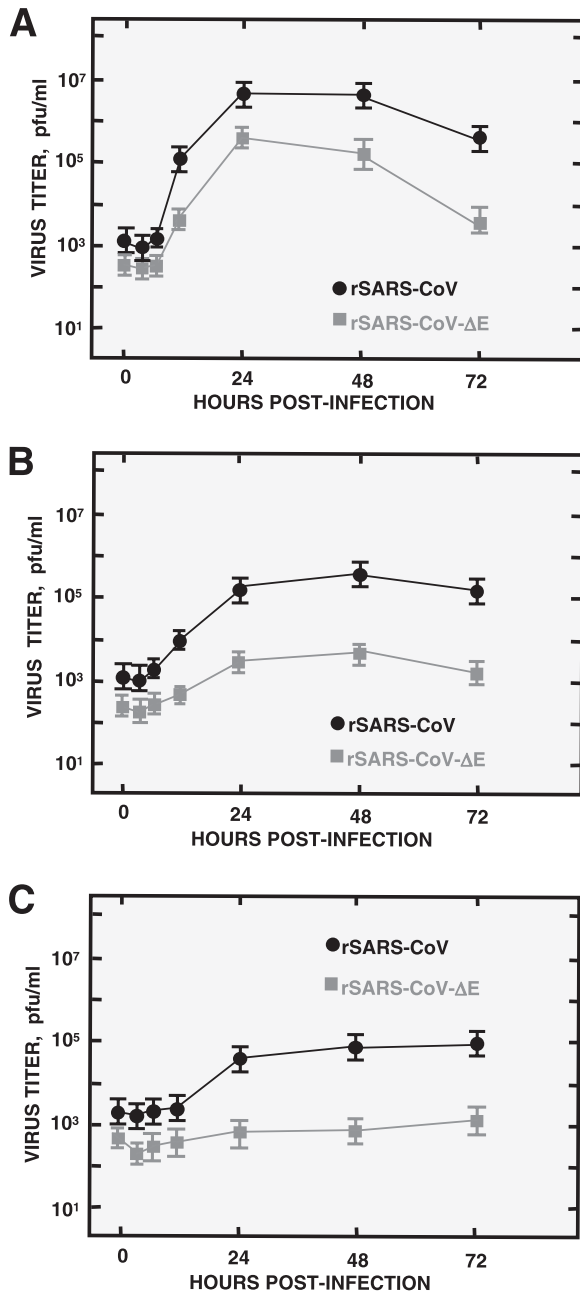 A
VIRUS TITER, pfu/ml
10⁷
10⁵
10³
10¹
rSARS-CoV
rSARS-CoV-ΔE
0 24 48 72
HOURS POST-INFECTION
B
VIRUS TITER, pfu/ml
10⁷
10⁵
10³
10¹
rSARS-CoV
rSARS-CoV-ΔE
0 24 48 72
HOURS POST-INFECTION
C
VIRUS TITER, pfu/ml
10⁷
10⁵
10³
10¹
rSARS-CoV
rSARS-CoV-ΔE
0 24 48 72
HOURS POST-INFECTION